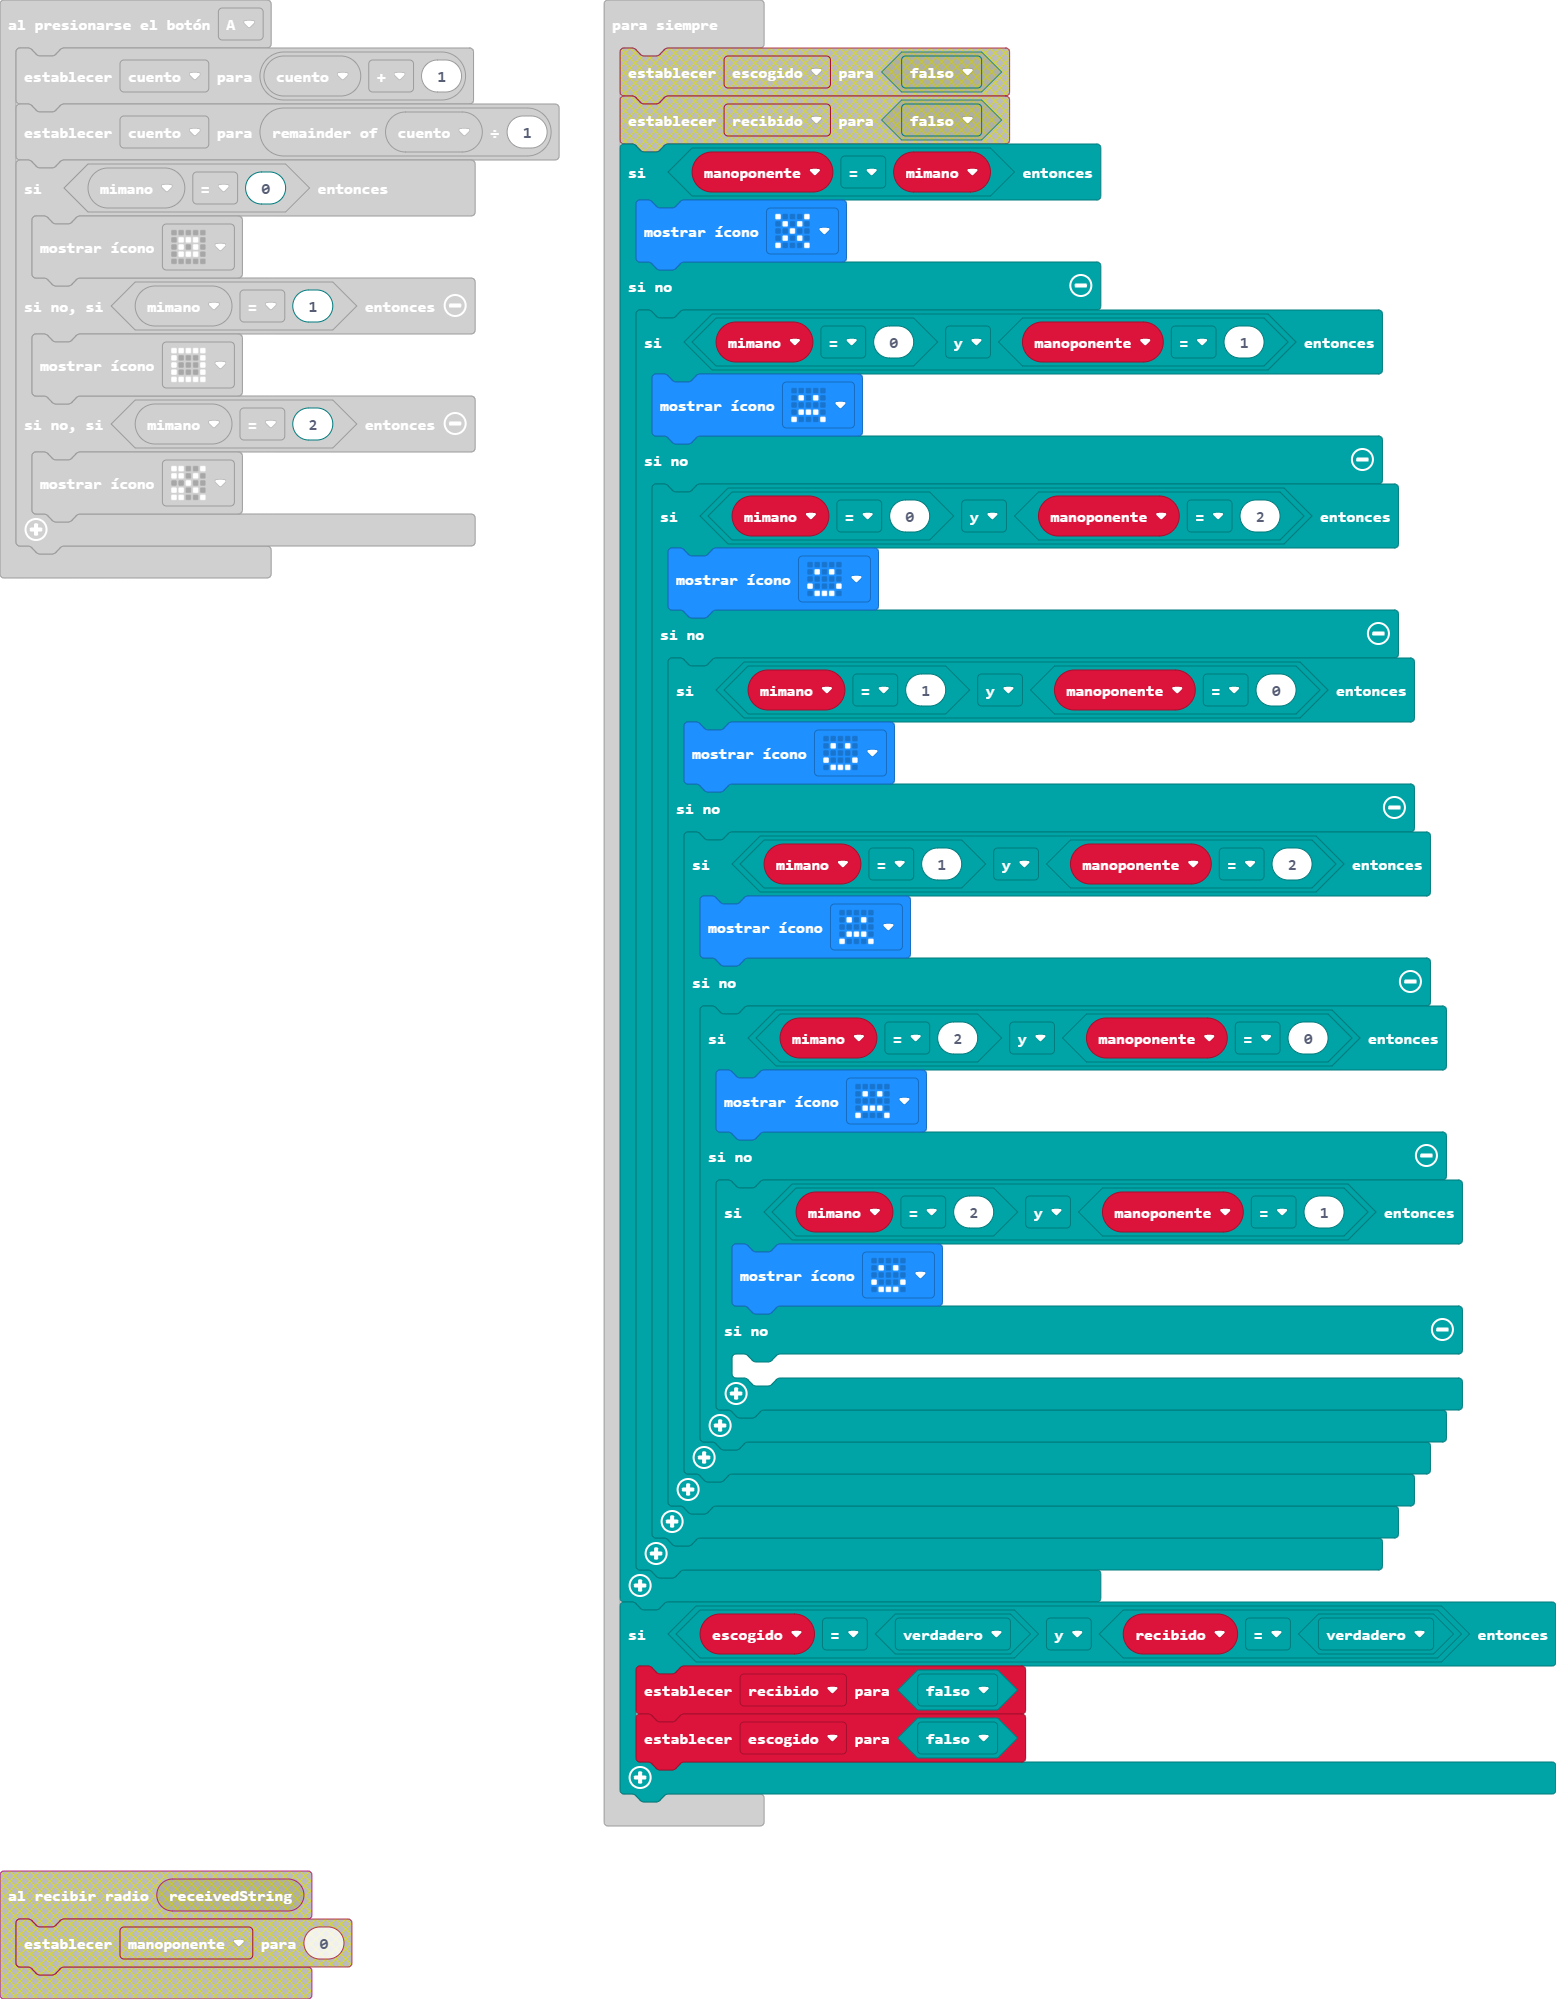 al presionarse el botón A
establecer cuento para cuento + 1
establecer cuento para remainder of cuento ÷ 1
si mimano = 0 entonces
mostrar ícono
si no, si mimano = 1 entonces
mostrar ícono
si no, si mimano = 2 entonces
mostrar ícono
para siempre
establecer escogido para falso
establecer recibido para falso
si manoponente = mimano entonces
mostrar ícono
si no
si mimano = 0 y manoponente = 1 entonces
mostrar ícono
si no
si mimano = 0 y manoponente = 2 entonces
mostrar ícono
si no
si mimano = 1 y manoponente = 0 entonces
mostrar ícono
si no
si mimano = 1 y manoponente = 2 entonces
mostrar ícono
si no
si mimano = 2 y manoponente = 0 entonces
mostrar ícono
si no
si mimano = 2 y manoponente = 1 entonces
mostrar ícono
si no
si escogido = verdadero y recibido = verdadero entonces
establecer recibido para falso
establecer escogido para falso
al recibir radio receivedString
establecer manoponente para 0